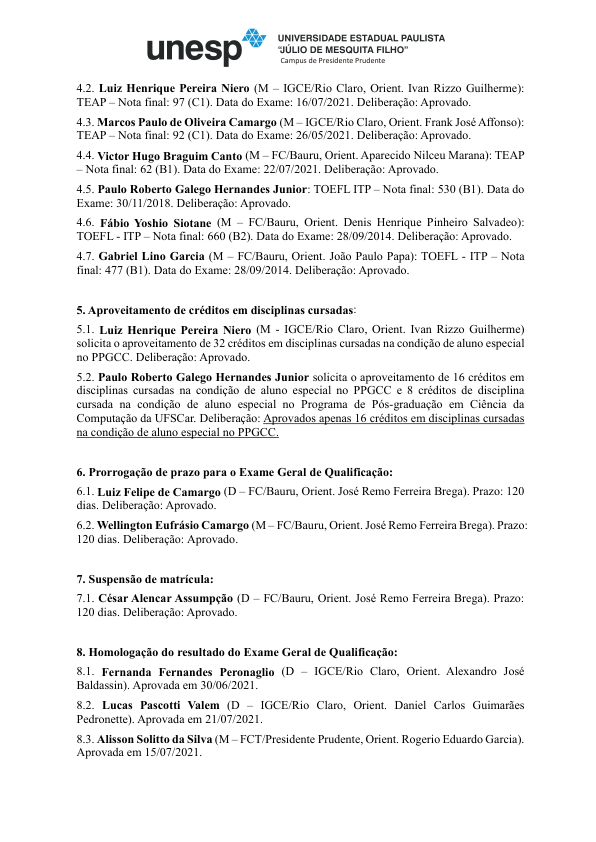 unesp
UNIVERSIDADE ESTADUAL PAULISTA
"JÚLIO DE MESQUITA FILHO"
Campus de Presidente Prudente
4.2. Luiz Henrique Pereira Niero (M – IGCE/Rio Claro, Orient. Ivan Rizzo Guilherme):
TEAP – Nota final: 97 (C1). Data do Exame: 16/07/2021. Deliberação: Aprovado.
4.3. Marcos Paulo de Oliveira Camargo (M – IGCE/Rio Claro, Orient. Frank José Affonso):
TEAP – Nota final: 92 (C1). Data do Exame: 26/05/2021. Deliberação: Aprovado.
4.4. Victor Hugo Braguim Canto (M – FC/Bauru, Orient. Aparecido Nilceu Marana): TEAP
– Nota final: 62 (B1). Data do Exame: 22/07/2021. Deliberação: Aprovado.
4.5. Paulo Roberto Galego Hernandes Junior: TOEFL ITP – Nota final: 530 (B1). Data do
Exame: 30/11/2018. Deliberação: Aprovado.
4.6. Fábio Yoshio Siotane (M – FC/Bauru, Orient. Denis Henrique Pinheiro Salvadeo):
TOEFL - ITP – Nota final: 660 (B2). Data do Exame: 28/09/2014. Deliberação: Aprovado.
4.7. Gabriel Lino Garcia (M – FC/Bauru, Orient. João Paulo Papa): TOEFL - ITP – Nota
final: 477 (B1). Data do Exame: 28/09/2014. Deliberação: Aprovado.
5. Aproveitamento de créditos em disciplinas cursadas:
5.1. Luiz Henrique Pereira Niero (M - IGCE/Rio Claro, Orient. Ivan Rizzo Guilherme)
solicita o aproveitamento de 32 créditos em disciplinas cursadas na condição de aluno especial
no PPGCC. Deliberação: Aprovado.
5.2. Paulo Roberto Galego Hernandes Junior solicita o aproveitamento de 16 créditos em
disciplinas cursadas na condição de aluno especial no PPGCC e 8 créditos de disciplina
cursada na condição de aluno especial no Programa de Pós-graduação em Ciência da
Computação da UFSCar. Deliberação: Aprovados apenas 16 créditos em disciplinas cursadas
na condição de aluno especial no PPGCC.
6. Prorrogação de prazo para o Exame Geral de Qualificação:
6.1. Luiz Felipe de Camargo (D – FC/Bauru, Orient. José Remo Ferreira Brega). Prazo: 120
dias. Deliberação: Aprovado.
6.2. Wellington Eufrásio Camargo (M – FC/Bauru, Orient. José Remo Ferreira Brega). Prazo:
120 dias. Deliberação: Aprovado.
7. Suspensão de matrícula:
7.1. César Alencar Assumpção (D – FC/Bauru, Orient. José Remo Ferreira Brega). Prazo:
120 dias. Deliberação: Aprovado.
8. Homologação do resultado do Exame Geral de Qualificação:
8.1. Fernanda Fernandes Peronaglio (D – IGCE/Rio Claro, Orient. Alexandro José
Baldassin). Aprovada em 30/06/2021.
8.2. Lucas Pascotti Valem (D – IGCE/Rio Claro, Orient. Daniel Carlos Guimarães
Pedronette). Aprovada em 21/07/2021.
8.3. Alisson Solitto da Silva (M – FCT/Presidente Prudente, Orient. Rogerio Eduardo Garcia).
Aprovada em 15/07/2021.